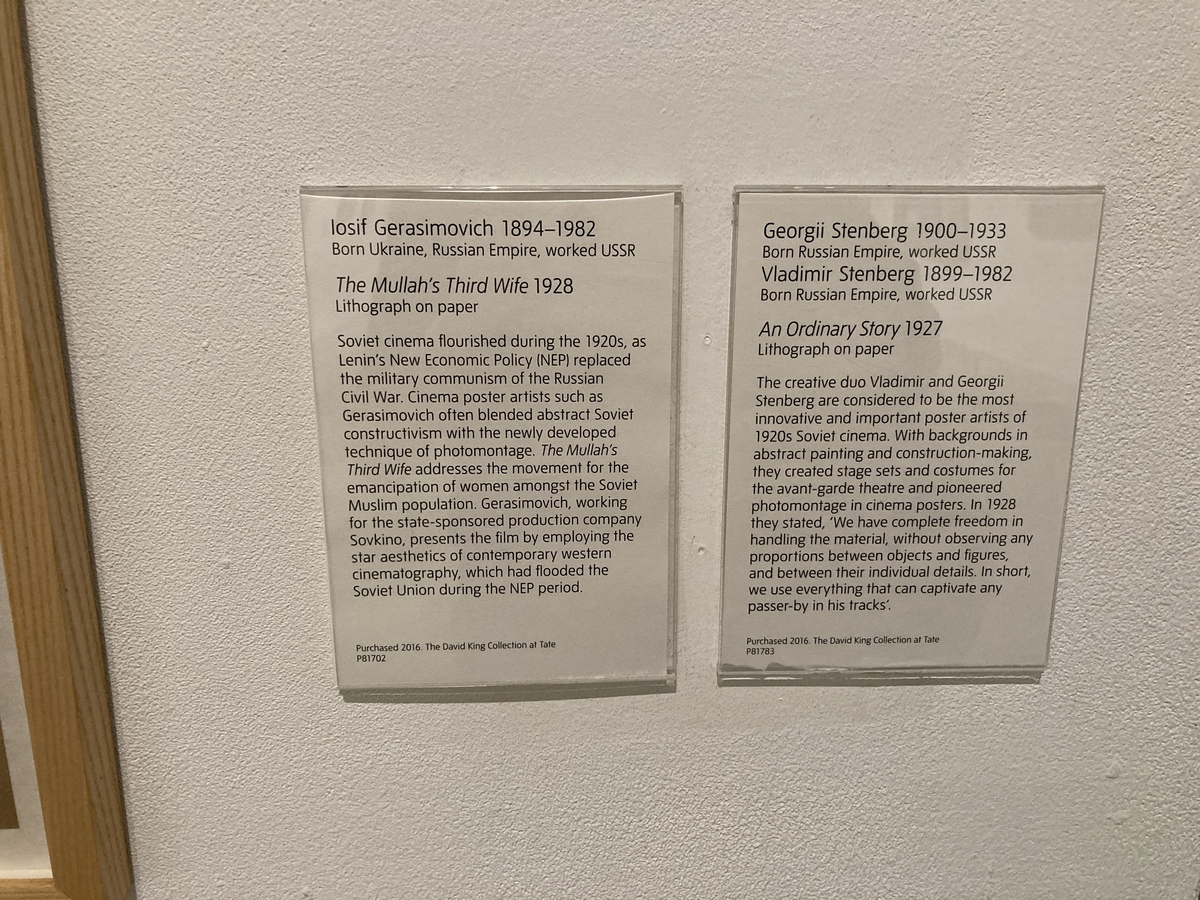 Iosif Gerasimovich 1894–1982
Born Ukraine, Russian Empire, worked USSR
The Mullah's Third Wife 1928
Lithograph on paper
Soviet cinema flourished during the 1920s, as
Lenin's New Economic Policy (NEP) replaced
the military communism of the Russian
Civil War. Cinema poster artists such as
Gerasimovich often blended abstract Soviet
constructivism with the newly developed
technique of photomontage. The Mullah's
Third Wife addresses the movement for the
emancipation of women amongst the Soviet
Muslim population. Gerasimovich, working
for the state-sponsored production company
Sovkino, presents the film by employing the
star aesthetics of contemporary western
cinematography, which had flooded the
Soviet Union during the NEP period.
Purchased 2016. The David King Collection at Tate
P81702
Georgii Stenberg 1900–1933
Born Russian Empire, worked USSR
Vladimir Stenberg 1899–1982
Born Russian Empire, worked USSR
An Ordinary Story 1927
Lithograph on paper
The creative duo Vladimir and Georgii
Stenberg are considered to be the most
innovative and important poster artists of
1920s Soviet cinema. With backgrounds in
abstract painting and construction-making,
they created stage sets and costumes for
the avant-garde theatre and pioneered
photomontage in cinema posters. In 1928
they stated, 'We have complete freedom in
handling the material, without observing any
proportions between objects and figures,
and between their individual details. In short,
we use everything that can captivate any
passer-by in his tracks'.
Purchased 2016. The David King Collection at Tate
P81783